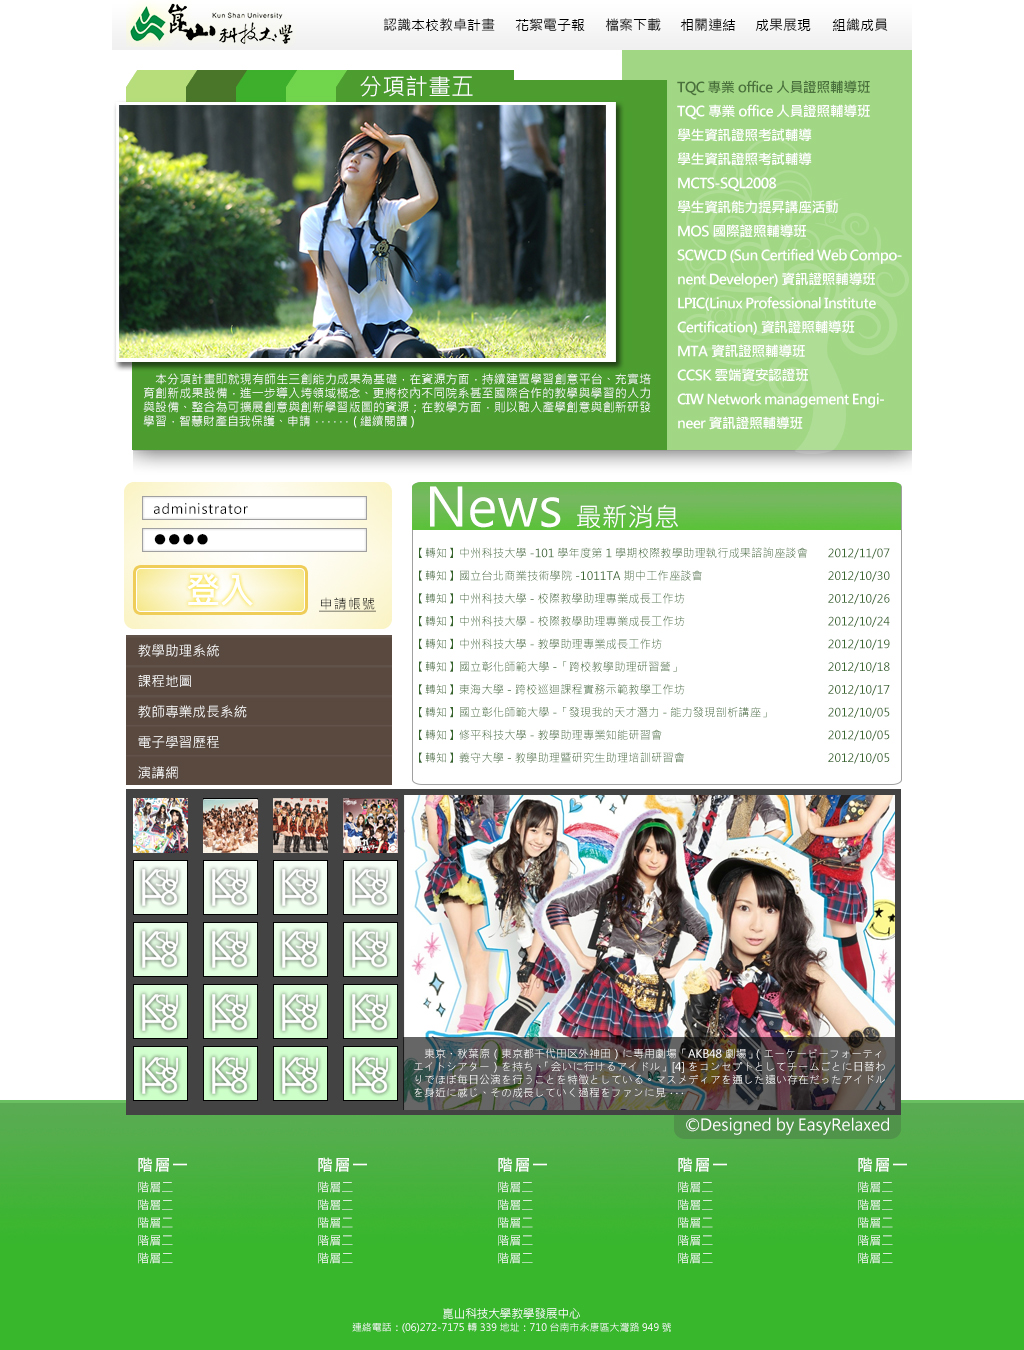 Kun Shan University
崑山科技大學
認識本校教卓計畫 花絮電子報 檔案下載 相關連結 成果展現 組織成員
分項計畫五
本分項計畫即就現有師生三創能力成果為基礎，在資源方面，持續建置學習創意平台、充實培
育創新成果設備，進一步導入跨領域概念、更將校內不同院系甚至國際合作的教學與學習的人力
與設備、整合為可擴展創意與創新學習版圖的資源；在教學方面，則以融入產學創意與創新研發
學習，智慧財產自我保護、申請 ‧‧‧‧‧‧ ( 繼續閱讀 )
TQC 專業 office 人員證照輔導班
TQC 專業 office 人員證照輔導班
學生資訊證照考試輔導
學生資訊證照考試輔導
MCTS-SQL2008
學生資訊能力提昇講座活動
MOS 國際證照輔導班
SCWCD (Sun Certified Web Compo-
nent Developer) 資訊證照輔導班
LPIC(Linux Professional Institute
Certification) 資訊證照輔導班
MTA 資訊證照輔導班
CCSK 雲端資安認證班
CIW Network management Engi-
neer 資訊證照輔導班
administrator
●●●●
登入
申請帳號
教學助理系統
課程地圖
教師專業成長系統
電子學習歷程
演講網
News 最新消息
【轉知】中州科技大學 -101 學年度第 1 學期校際教學助理執行成果諮詢座談會 2012/11/07
【轉知】國立台北商業技術學院 -1011TA 期中工作座談會 2012/10/30
【轉知】中州科技大學 - 校際教學助理專業成長工作坊 2012/10/26
【轉知】中州科技大學 - 校際教學助理專業成長工作坊 2012/10/24
【轉知】中州科技大學 - 教學助理專業成長工作坊 2012/10/19
【轉知】國立彰化師範大學 -「跨校教學助理研習營」 2012/10/18
【轉知】東海大學 - 跨校巡迴課程實務示範教學工作坊 2012/10/17
【轉知】國立彰化師範大學 -「發現我的天才潛力 - 能力發現剖析講座」 2012/10/05
【轉知】修平科技大學 - 教學助理專業知能研習會 2012/10/05
【轉知】義守大學 - 教學助理暨研究生助理培訓研習會 2012/10/05
KSU KSU KSU KSU
KSU KSU KSU KSU
KSU KSU KSU KSU
KSU KSU KSU KSU
東京・秋葉原（東京都千代田区外神田）に専用劇場「AKB48 劇場」（エーケービーフォーティ
エイトシアター）を持ち、「会いに行けるアイドル」[4] をコンセプトとしてチームごとに日替わ
りでほぼ毎日公演を行うことを特徴としている。マスメディアを通した遠い存在だったアイドル
を身近に感じ、その成長していく過程をファンに見 ‧‧‧
©Designed by EasyRelaxed
階層一 階層一 階層一 階層一 階層一
階層二 階層二 階層二 階層二 階層二
階層二 階層二 階層二 階層二 階層二
階層二 階層二 階層二 階層二 階層二
階層二 階層二 階層二 階層二 階層二
階層二 階層二 階層二 階層二 階層二
崑山科技大學教學發展中心
連絡電話：(06)272-7175 轉 339 地址：710 台南市永康區大灣路 949 號